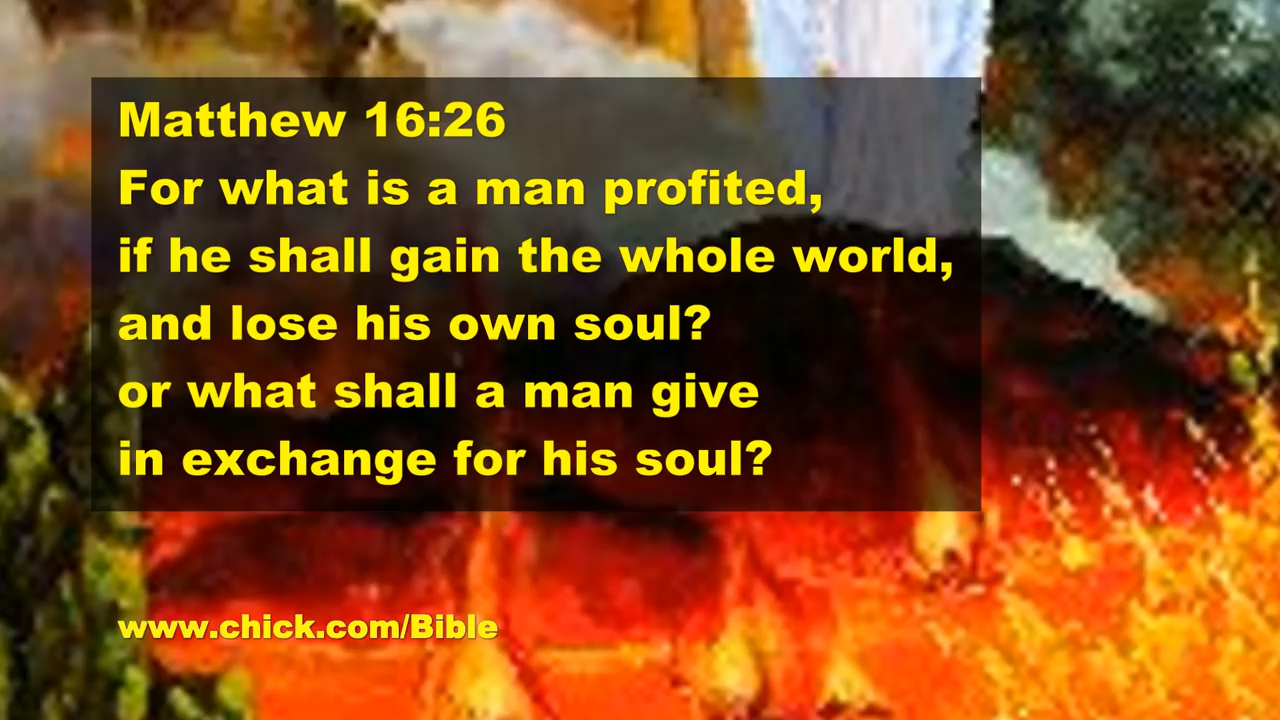 Matthew 16:26
For what is a man profited,
if he shall gain the whole world,
and lose his own soul?
or what shall a man give
in exchange for his soul?
www.chick.com/Bible